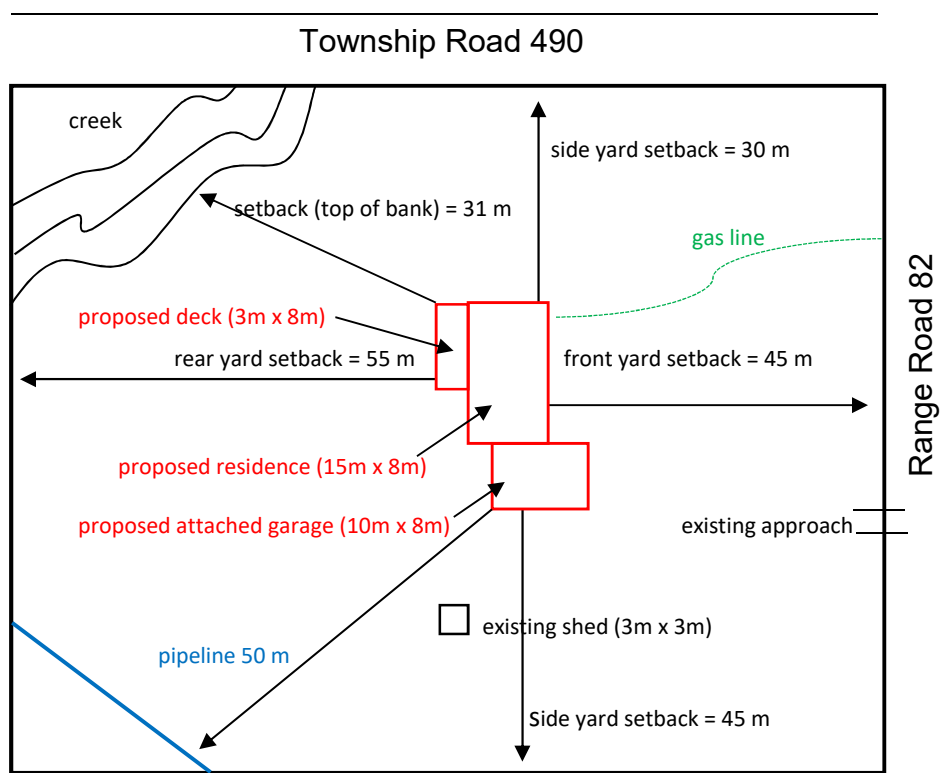 Township Road 490
creek
side yard setback = 30 m
setback (top of bank) = 31 m
gas line
Range Road 82
proposed deck (3m x 8m)
rear yard setback = 55 m
front yard setback = 45 m
proposed residence (15m x 8m)
proposed attached garage (10m x 8m)
existing approach
existing shed (3m x 3m)
pipeline 50 m
Side yard setback = 45 m